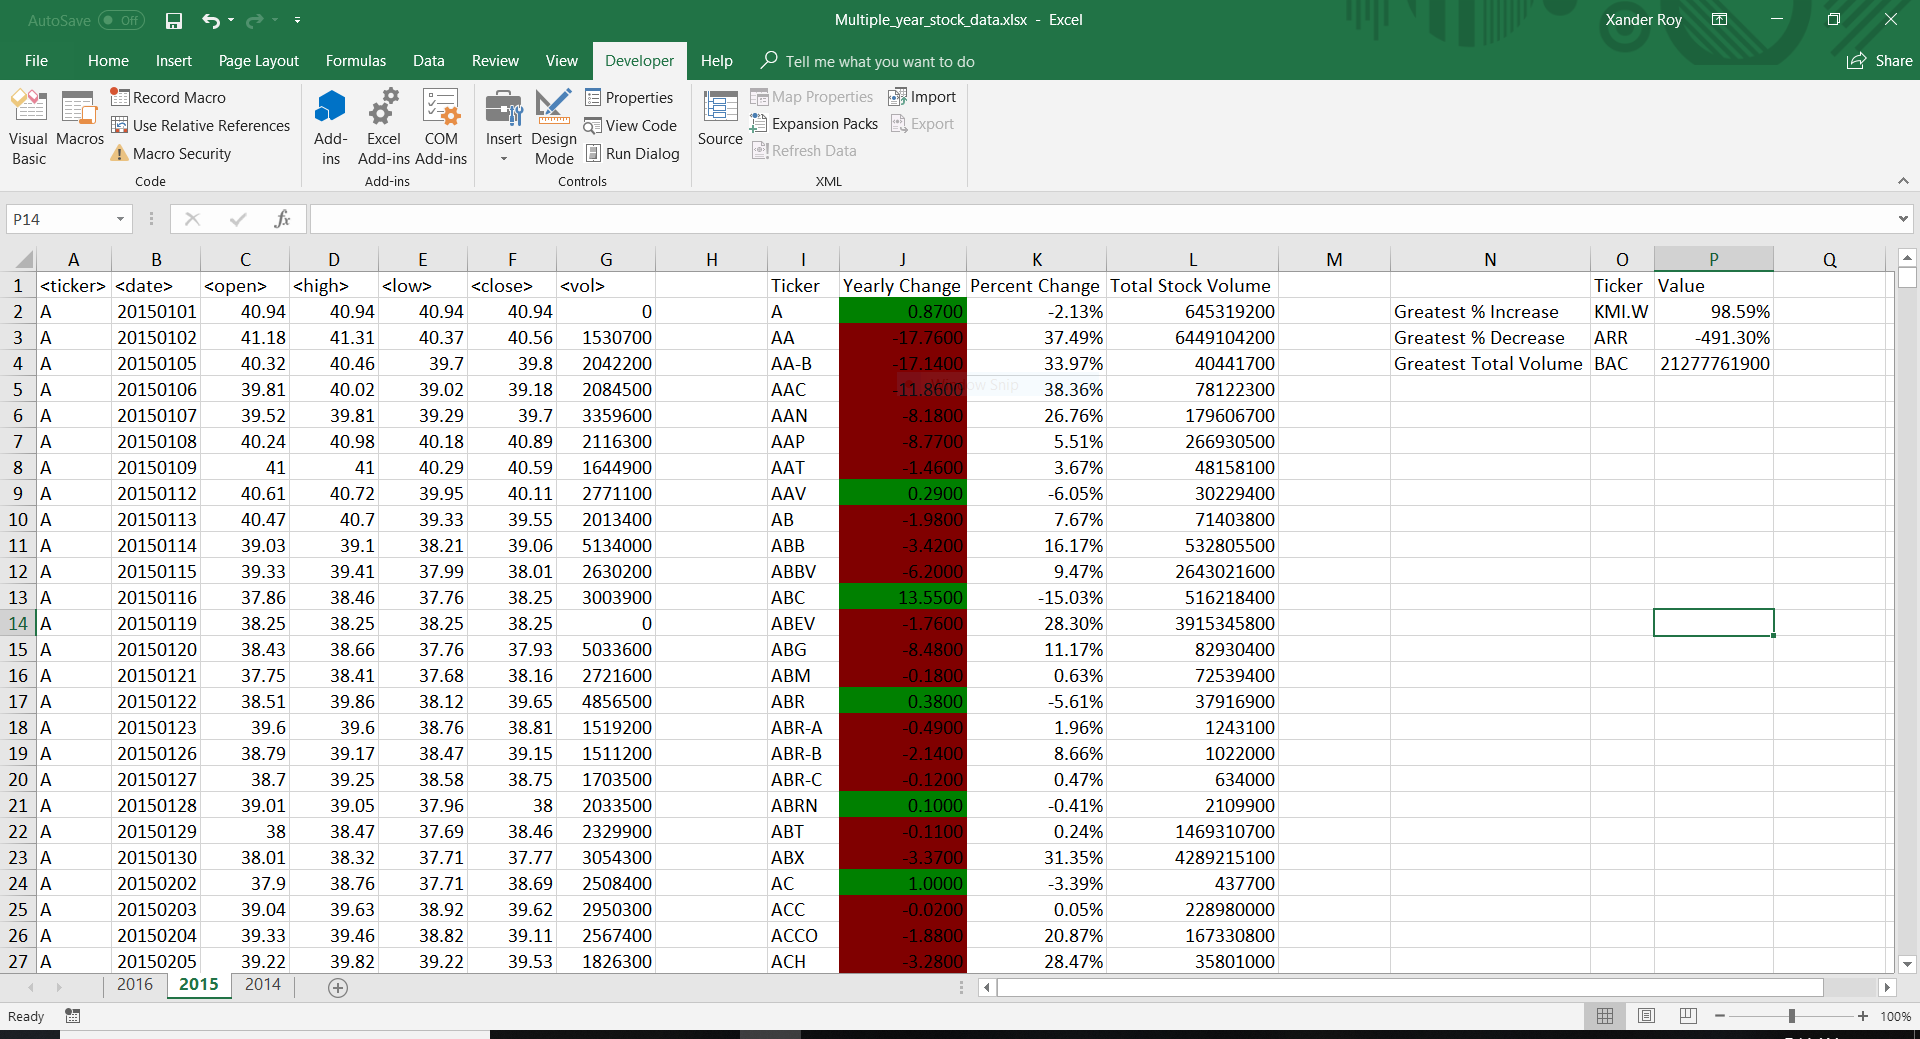 AutoSave Off
Multiple_year_stock_data.xlsx - Excel
Xander Roy
File Home Insert Page Layout Formulas Data Review View Developer Help Tell me what you want to do Share
Visual Basic
Macros
Record Macro
Use Relative References
Macro Security
Code
Add-ins
Excel Add-ins
COM Add-ins
Add-ins
Insert
Design Mode
Properties
View Code
Run Dialog
Controls
Source
Map Properties
Expansion Packs
Refresh Data
Import
Export
XML
P14
fx
A B C D E F G H I J K L M N O P Q
1 <ticker> <date> <open> <high> <low> <close> <vol> Ticker Yearly Change Percent Change Total Stock Volume Ticker Value
2 A 20150101 40.94 40.94 40.94 40.94 0 A 0.8700 -2.13% 645319200 Greatest % Increase KMI.W 98.59%
3 A 20150102 41.18 41.31 40.37 40.56 1530700 AA -17.7600 37.49% 6449104200 Greatest % Decrease ARR -491.30%
4 A 20150105 40.32 40.46 39.7 39.8 2042200 AA-B -17.1400 33.97% 40441700 Greatest Total Volume BAC 21277761900
5 A 20150106 39.81 40.02 39.02 39.18 2084500 AAC -11.8600 38.36% 78122300
Window Snip
6 A 20150107 39.52 39.81 39.29 39.7 3359600 AAN -8.1800 26.76% 179606700
7 A 20150108 40.24 40.98 40.18 40.89 2116300 AAP -8.7700 5.51% 266930500
8 A 20150109 41 41 40.29 40.59 1644900 AAT -1.4600 3.67% 48158100
9 A 20150112 40.61 40.72 39.95 40.11 2771100 AAV 0.2900 -6.05% 30229400
10 A 20150113 40.47 40.7 39.33 39.55 2013400 AB -1.9800 7.67% 71403800
11 A 20150114 39.03 39.1 38.21 39.06 5134000 ABB -3.4200 16.17% 532805500
12 A 20150115 39.33 39.41 37.99 38.01 2630200 ABBV -6.2000 9.47% 2643021600
13 A 20150116 37.86 38.46 37.76 38.25 3003900 ABC 13.5500 -15.03% 516218400
14 A 20150119 38.25 38.25 38.25 38.25 0 ABEV -1.7600 28.30% 3915345800
15 A 20150120 38.43 38.66 37.76 37.93 5033600 ABG -8.4800 11.17% 82930400
16 A 20150121 37.75 38.41 37.68 38.16 2721600 ABM -0.1800 0.63% 72539400
17 A 20150122 38.51 39.86 38.12 39.65 4856500 ABR 0.3800 -5.61% 37916900
18 A 20150123 39.6 39.6 38.76 38.81 1519200 ABR-A -0.4900 1.96% 1243100
19 A 20150126 38.79 39.17 38.47 39.15 1511200 ABR-B -2.1400 8.66% 1022000
20 A 20150127 38.7 39.25 38.58 38.75 1703500 ABR-C -0.1200 0.47% 634000
21 A 20150128 39.01 39.05 37.96 38 2033500 ABRN 0.1000 -0.41% 2109900
22 A 20150129 38 38.47 37.69 38.46 2329900 ABT -0.1100 0.24% 1469310700
23 A 20150130 38.01 38.32 37.71 37.77 3054300 ABX -3.3700 31.35% 4289215100
24 A 20150202 37.9 38.76 37.71 38.69 2508400 AC 1.0000 -3.39% 437700
25 A 20150203 39.04 39.63 38.92 39.62 2950300 ACC -0.0200 0.05% 228980000
26 A 20150204 39.33 39.46 38.82 39.11 2567400 ACCO -1.8800 20.87% 167330800
27 A 20150205 39.22 39.82 39.22 39.53 1826300 ACH -3.2800 28.47% 35801000
2016 2015 2014
Ready
100%